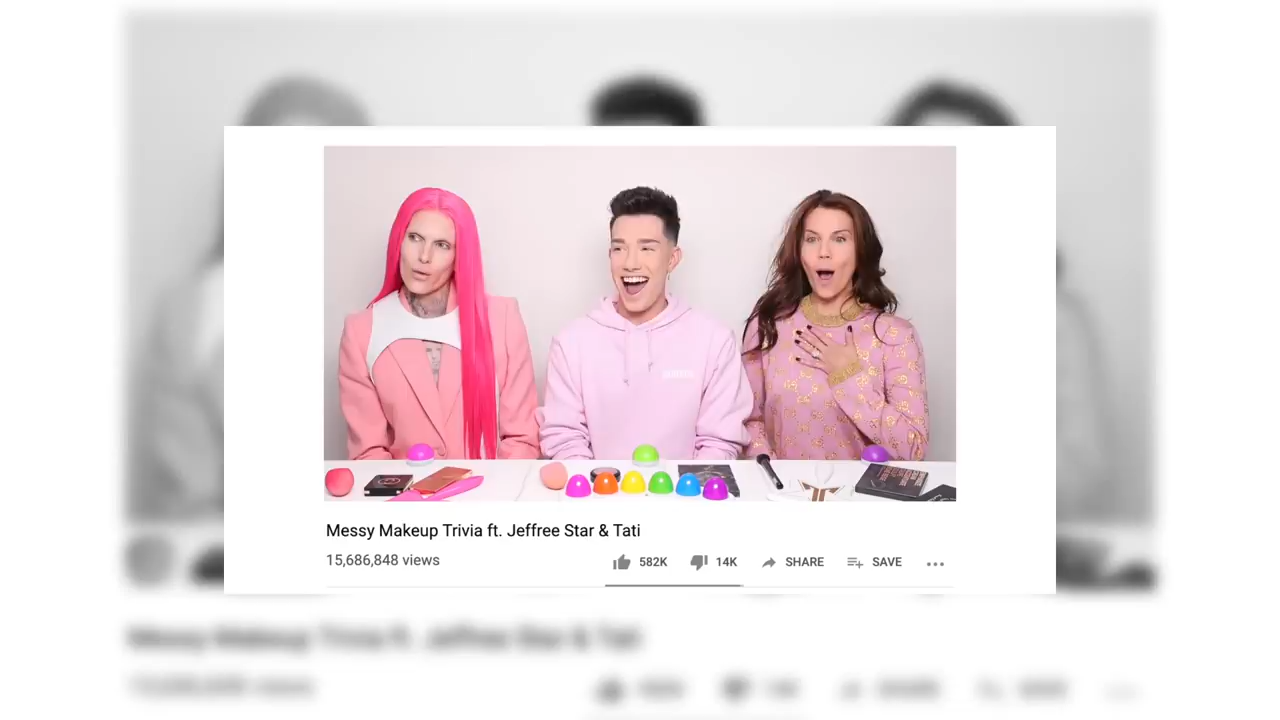 Messy Makeup Trivia ft. Jeffree Star & Tati
15,686,848 views
582K
14K
SHARE
SAVE